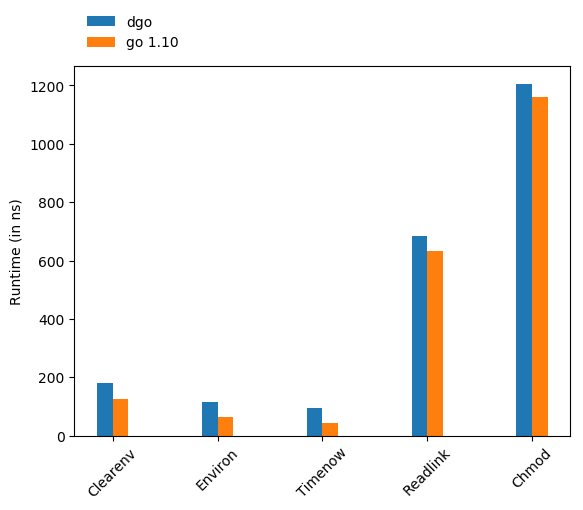 dgo
go 1.10
1200
1000
800
600
400
200
0
Runtime (in ns)
Clearenv
Environ
Timenow
Readlink
Chmod